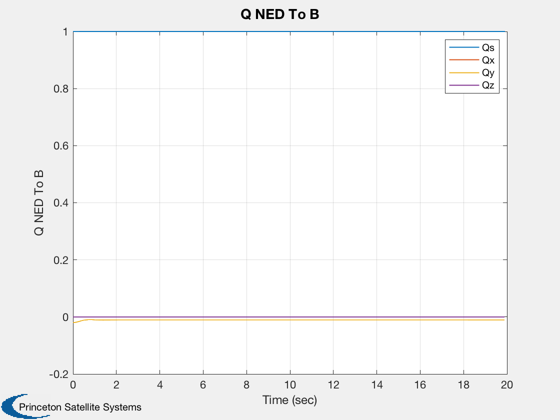 Q NED To B
1
0.8
0.6
0.4
0.2
0
-0.2
Q NED To B
Qs
Qx
Qy
Qz
0 2 4 6 8 10 12 14 16 18 20
Time (sec)
Princeton Satellite Systems